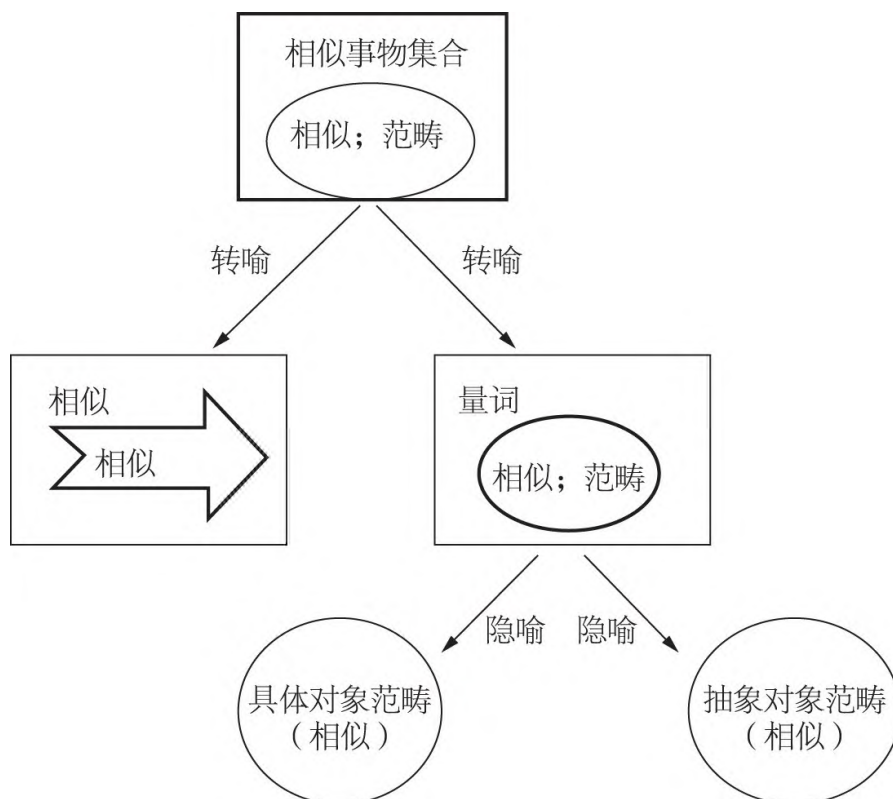 相似事物集合
相似；范畴
转喻
转喻
相似
相似
量词
相似；范畴
隐喻
隐喻
具体对象范畴
（相似）
抽象对象范畴
（相似）